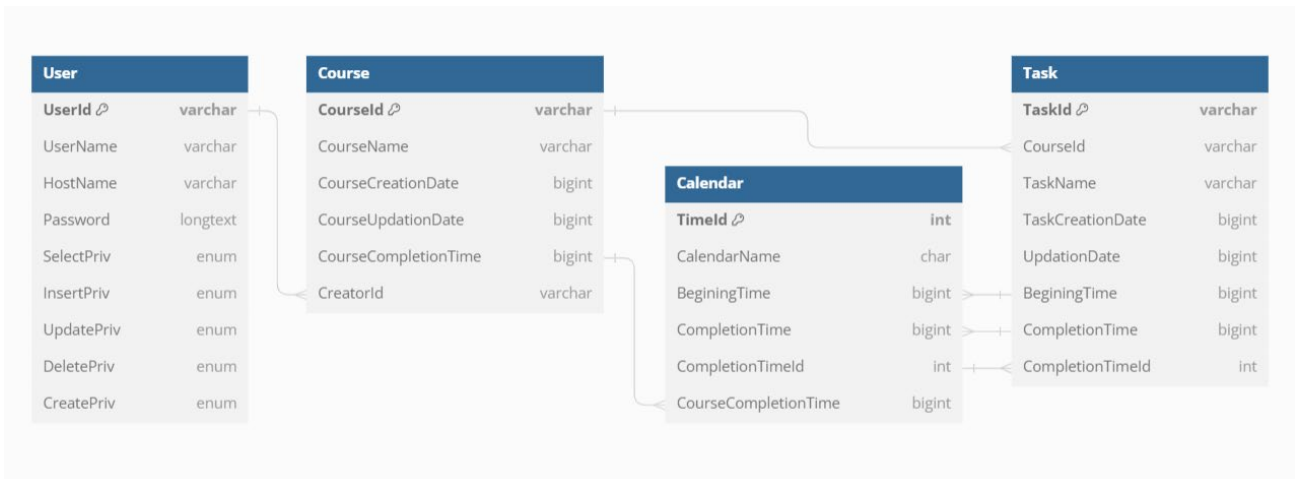 User
UserId varchar
UserName varchar
HostName varchar
Password longtext
SelectPriv enum
InsertPriv enum
UpdatePriv enum
DeletePriv enum
CreatePriv enum
Course
CourseId varchar
CourseName varchar
CourseCreationDate bigint
CourseUpdationDate bigint
CourseCompletionTime bigint
CreatorId varchar
Calendar
TimeId int
CalendarName char
BeginingTime bigint
CompletionTime bigint
CompletionTimeId int
CourseCompletionTime bigint
Task
TaskId varchar
CourseId varchar
TaskName varchar
TaskCreationDate bigint
UpdationDate bigint
BeginingTime bigint
CompletionTime bigint
CompletionTimeId int